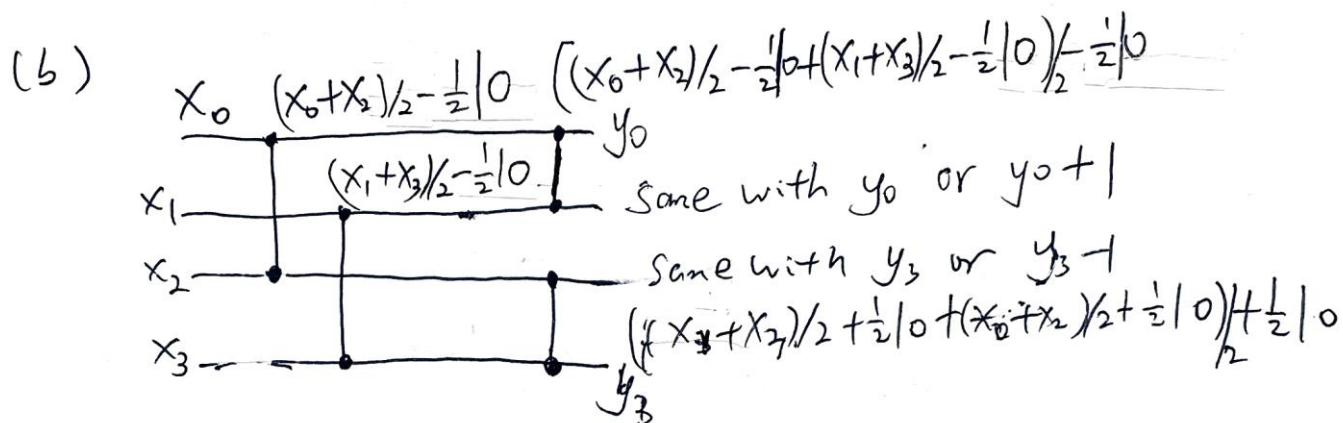 (b)
X₀ (X₀+X₂)/2-½|0 ((X₀+X₂)/2-½|0+(X₁+X₃)/2-½|0)/2-½|0
y₀
X₁ (X₁+X₃)/2-½|0 same with y₀ or y₀+1
X₂ same with y₃ or y₃-1
X₃ X₃)/2+½|0+(X₀+X₂)/2+½|0)/2+½|0
y₃